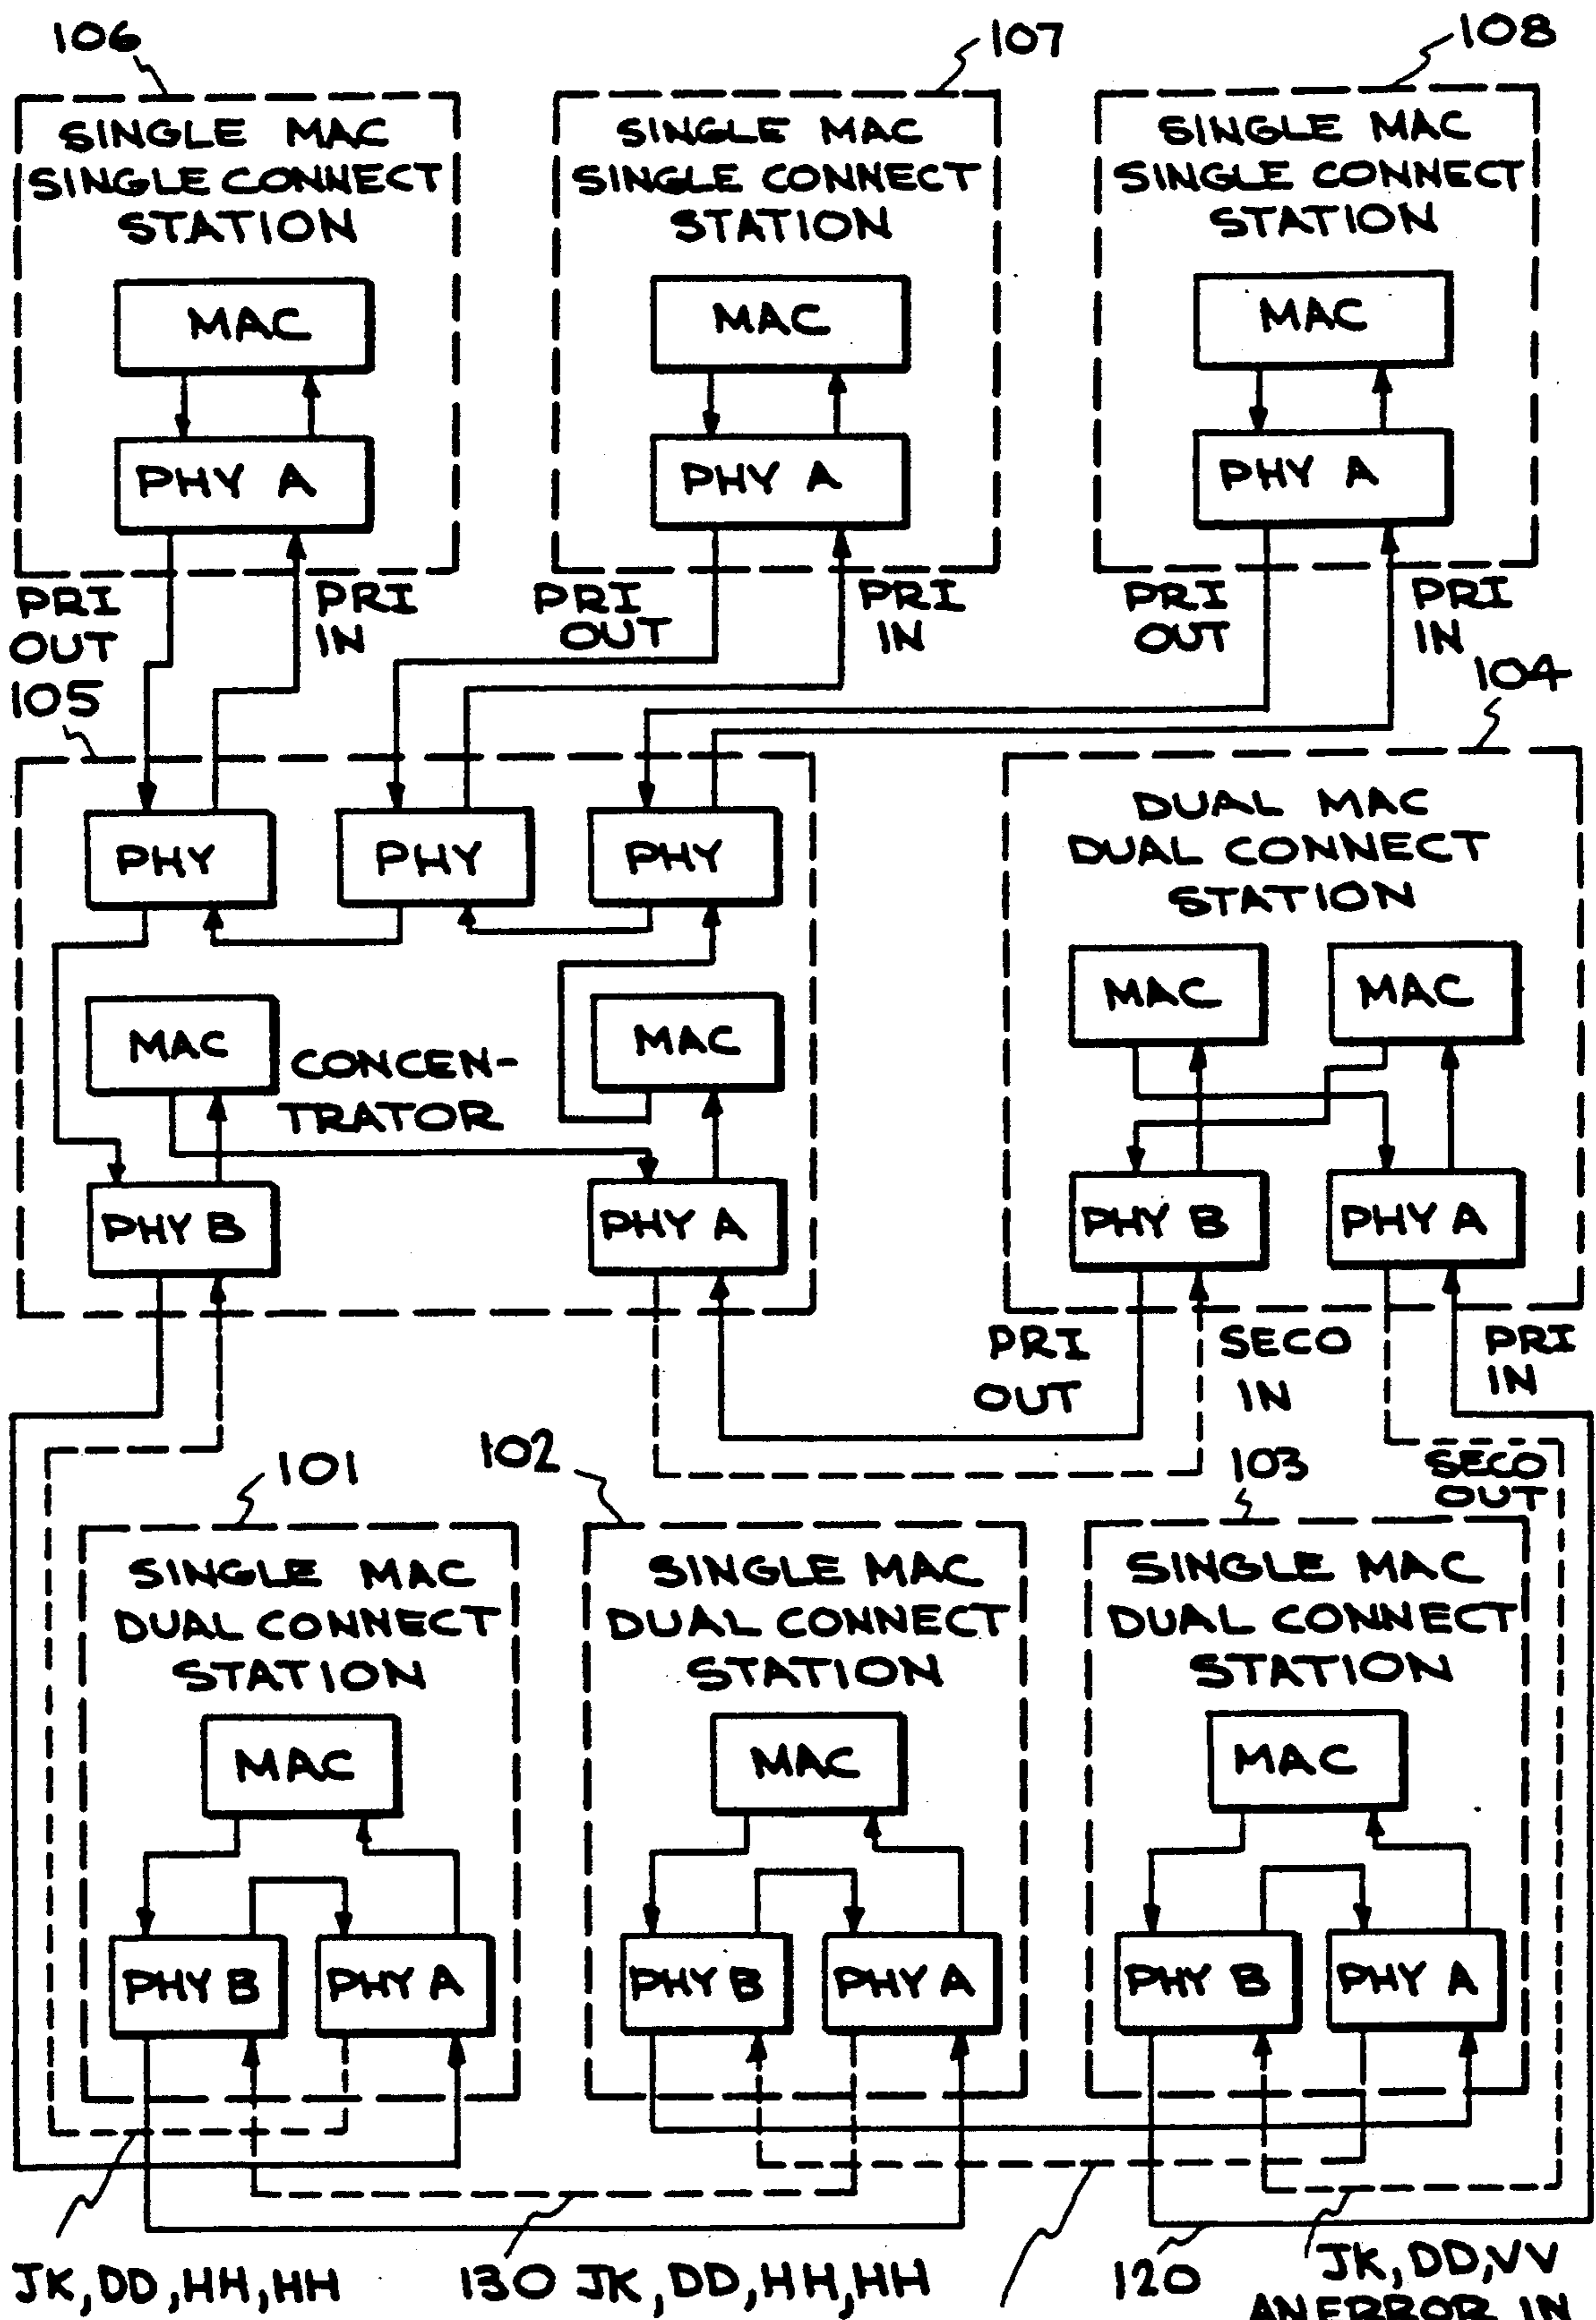 106
107
108
SINGLE MAC
SINGLE CONNECT
STATION
MAC
PHY A
SINGLE MAC
SINGLE CONNECT
STATION
MAC
PHY A
SINGLE MAC
SINGLE CONNECT
STATION
MAC
PHY A
PRI
OUT
PRI
IN
PRI
OUT
PRI
IN
PRI
OUT
PRI
IN
105
PHY
PHY
PHY
MAC
CONCEN-
TRATOR
MAC
PHY B
PHY A
104
DUAL MAC
DUAL CONNECT
STATION
MAC
MAC
PHY B
PHY A
PRI
OUT
SECO
IN
PRI
IN
SECO
OUT
101
SINGLE MAC
DUAL CONNECT
STATION
MAC
PHY B
PHY A
102
SINGLE MAC
DUAL CONNECT
STATION
MAC
PHY B
PHY A
103
SINGLE MAC
DUAL CONNECT
STATION
MAC
PHY B
PHY A
JK, DD, HH, HH
130 JK, DD, HH, HH
120
JK, DD, VV
AN ERROR IN